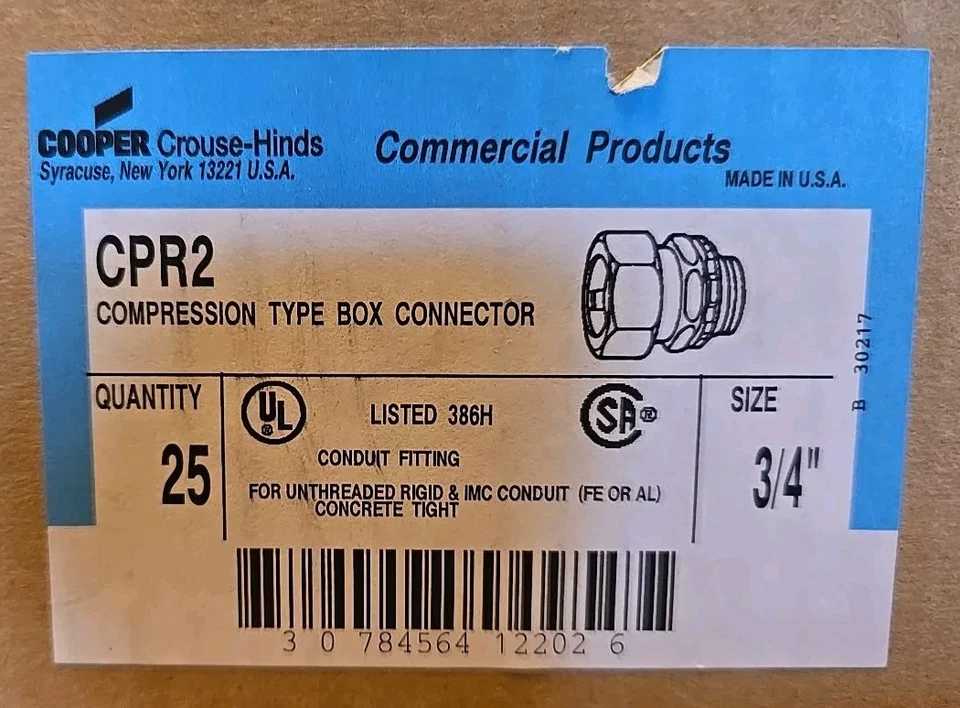 COOPER Crouse-Hinds
Syracuse, New York 13221 U.S.A.
Commercial Products
MADE IN U.S.A.
CPR2
COMPRESSION TYPE BOX CONNECTOR
B 30217
QUANTITY
25
UL ®
LISTED 386H
SA ®
CONDUIT FITTING
FOR UNTHREADED RIGID & IMC CONDUIT (FE OR AL)
CONCRETE TIGHT
SIZE
3/4"
3 0 784564 12202 6